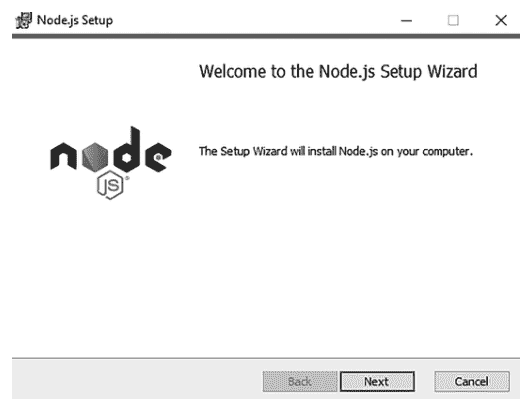 Node.js Setup
Welcome to the Node.js Setup Wizard
node
JS
The Setup Wizard will install Node.js on your computer.
Back
Next
Cancel